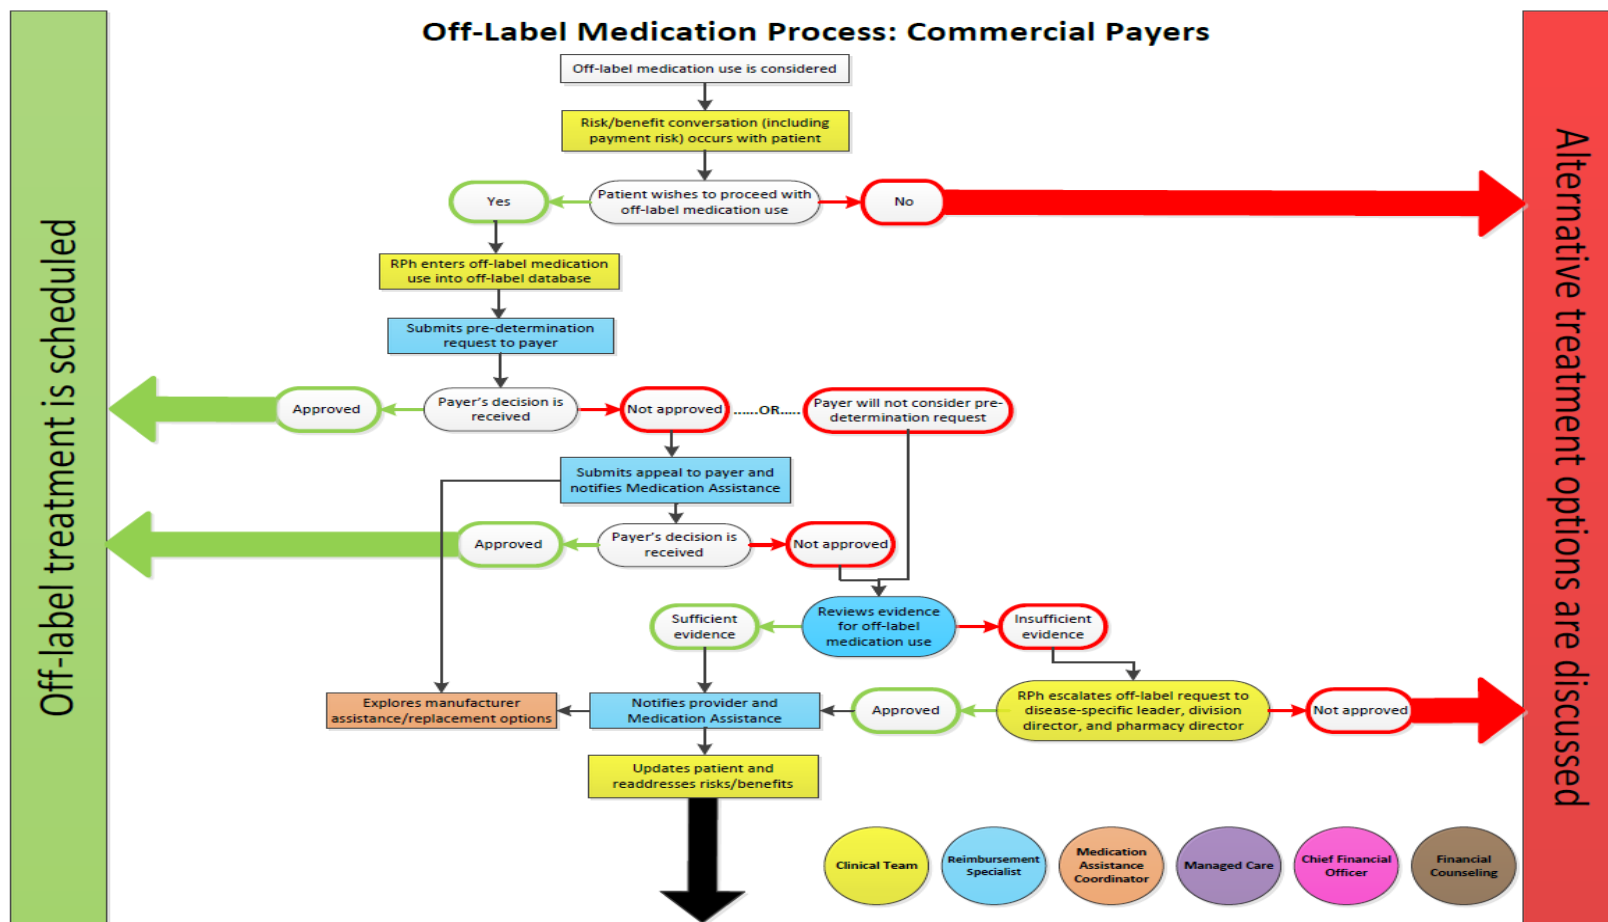 Off-Label Medication Process: Commercial Payers
Off-label medication use is considered
Risk/benefit conversation (including
payment risk) occurs with patient
Patient wishes to proceed with
off-label medication use
Yes
No
RPh enters off-label medication
use into off-label database
Submits pre-determination
request to payer
Payer's decision is
received
Approved
Not approved
......OR.....
Payer will not consider pre-
determination request
Submits appeal to payer and
notifies Medication Assistance
Payer's decision is
received
Approved
Not approved
Reviews evidence
for off-label
medication use
Sufficient
evidence
Insufficient
evidence
RPh escalates off-label request to
disease-specific leader, division
director, and pharmacy director
Approved
Not approved
Notifies provider and
Medication Assistance
Explores manufacturer
assistance/replacement options
Updates patient and
readdresses risks/benefits
Off-label treatment is scheduled
Alternative treatment options are discussed
Clinical Team
Reimbursement
Specialist
Medication
Assistance
Coordinator
Managed Care
Chief Financial
Officer
Financial
Counseling